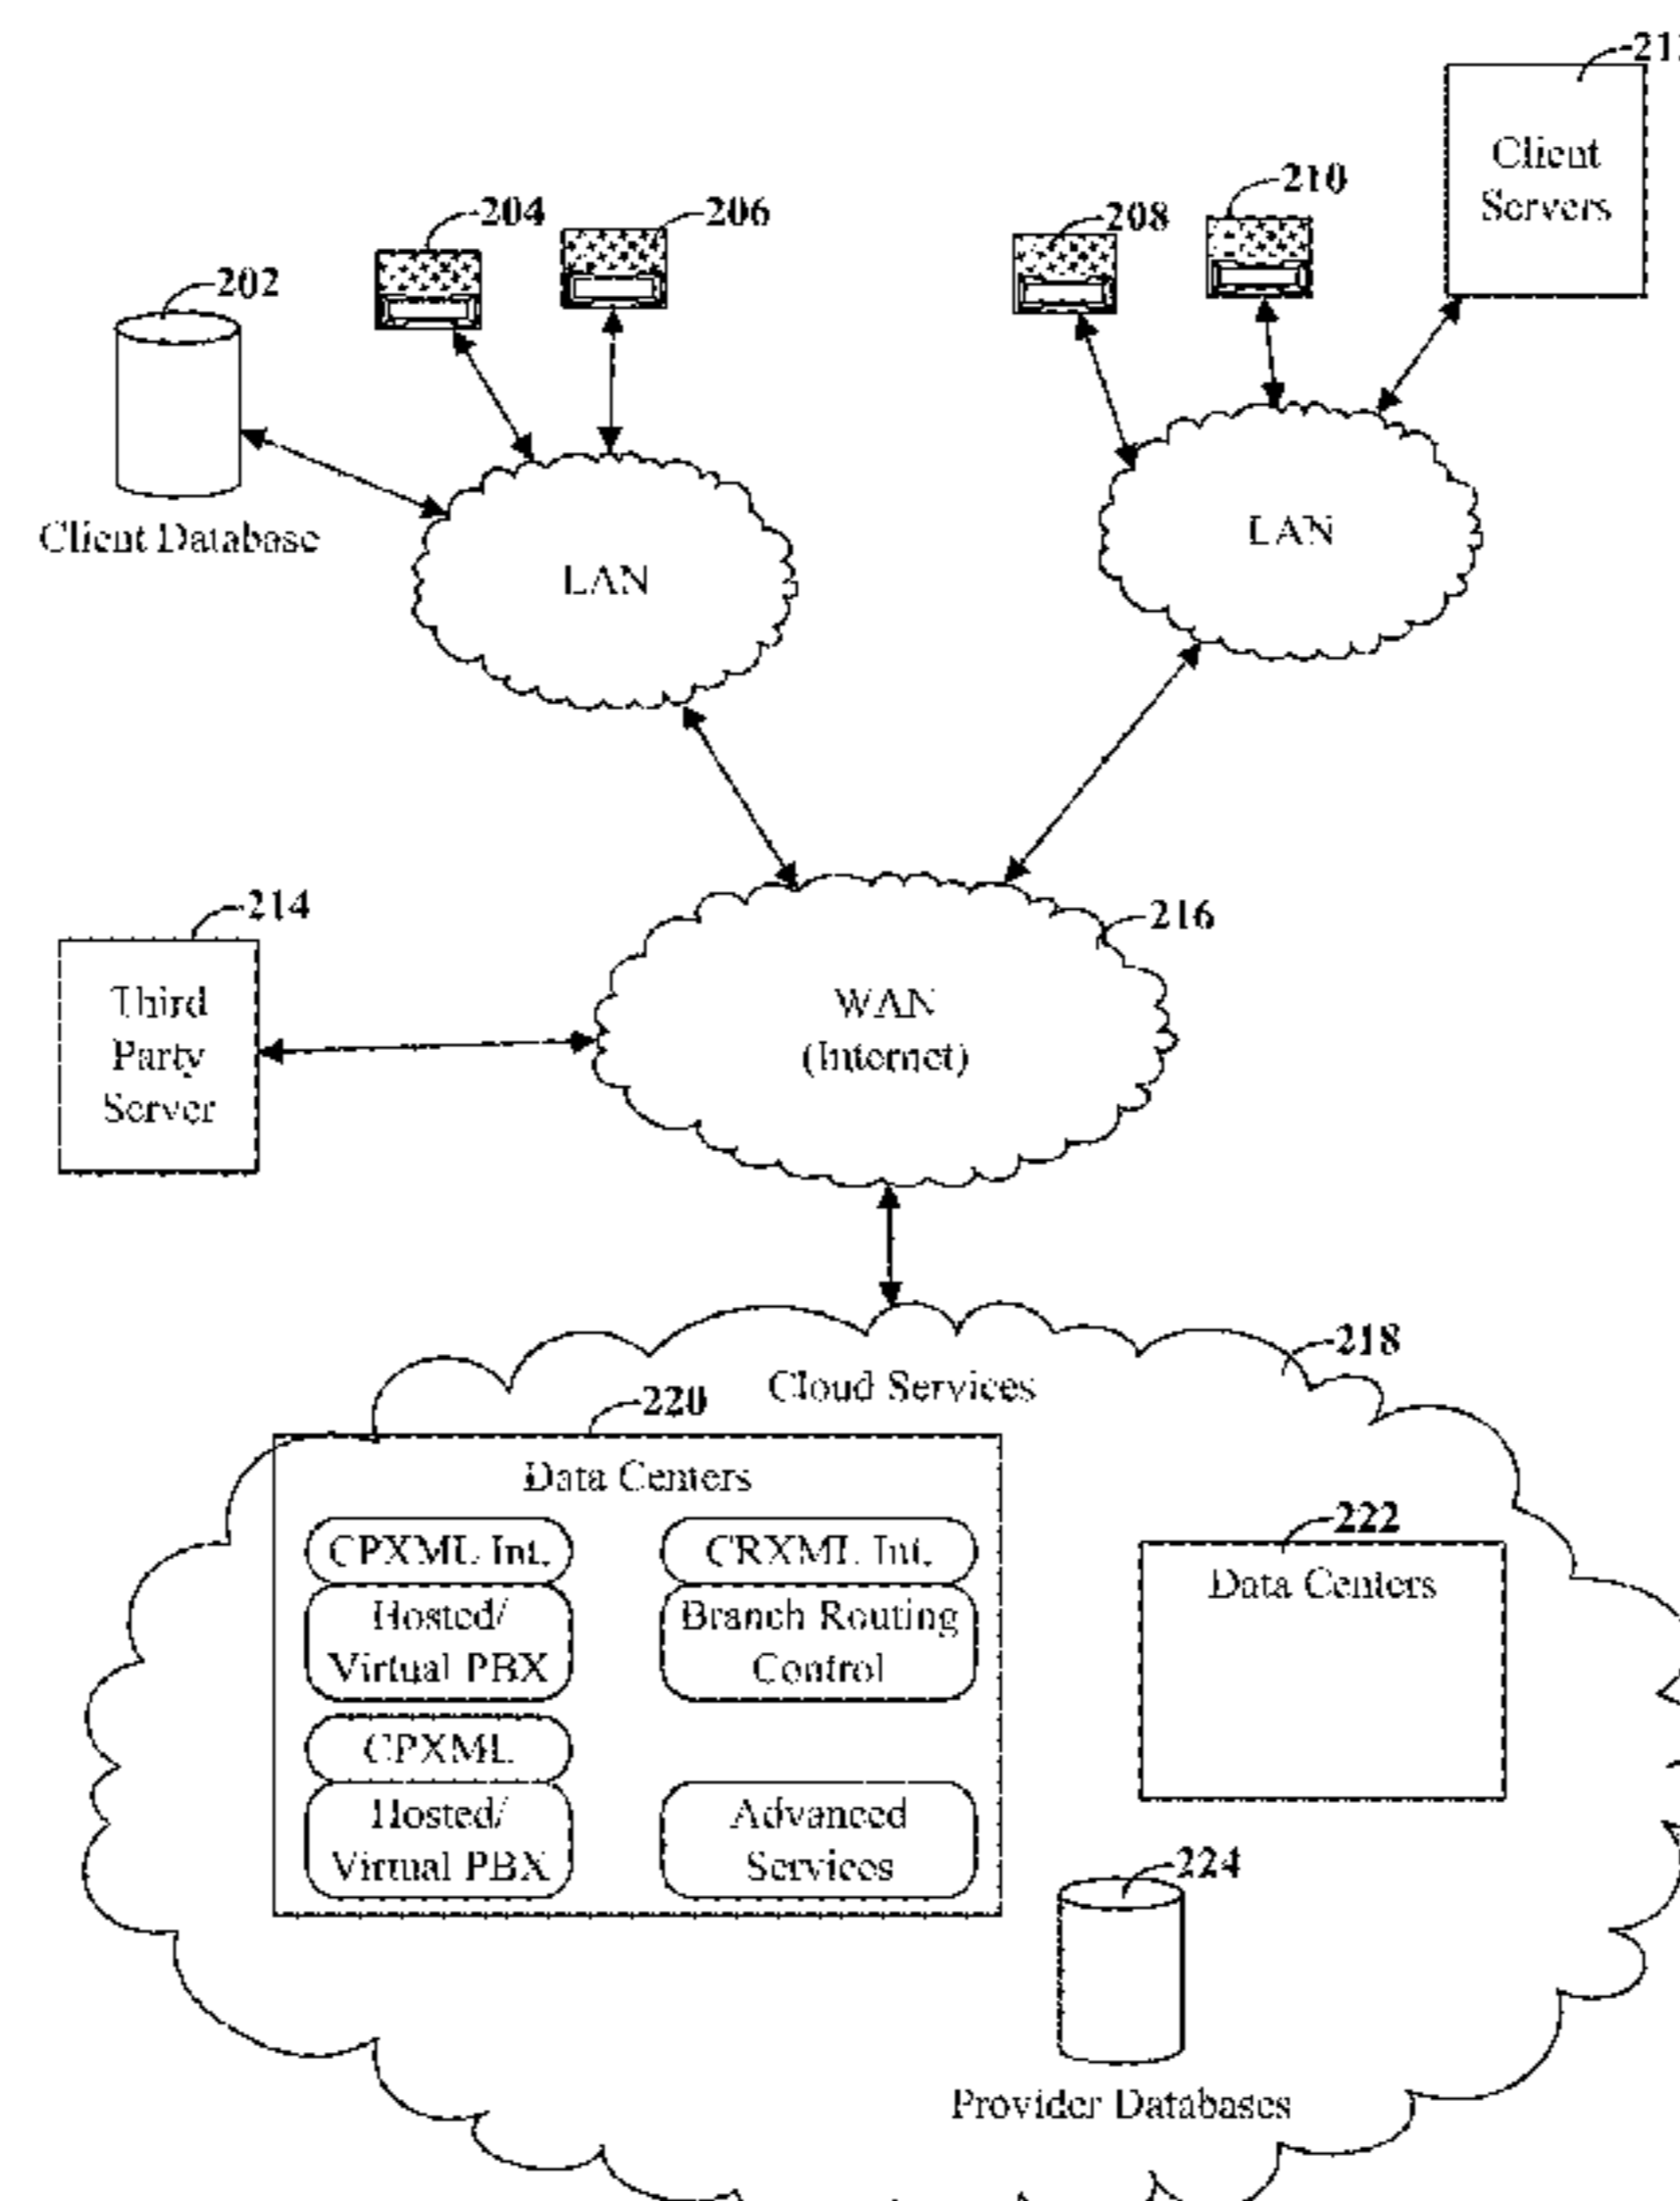 204
206
202
208
210
Client
Servers
Client Database
LAN
LAN
214
Third
Party
Server
216
WAN
(Internet)
218
Cloud Services
220
Data Centers
CPXML Int.
CRXML Int.
Hosted/
Virtual PBX
Branch Routing
Control
CPXML
Hosted/
Virtual PBX
Advanced
Services
222
Data Centers
224
Provider Databases